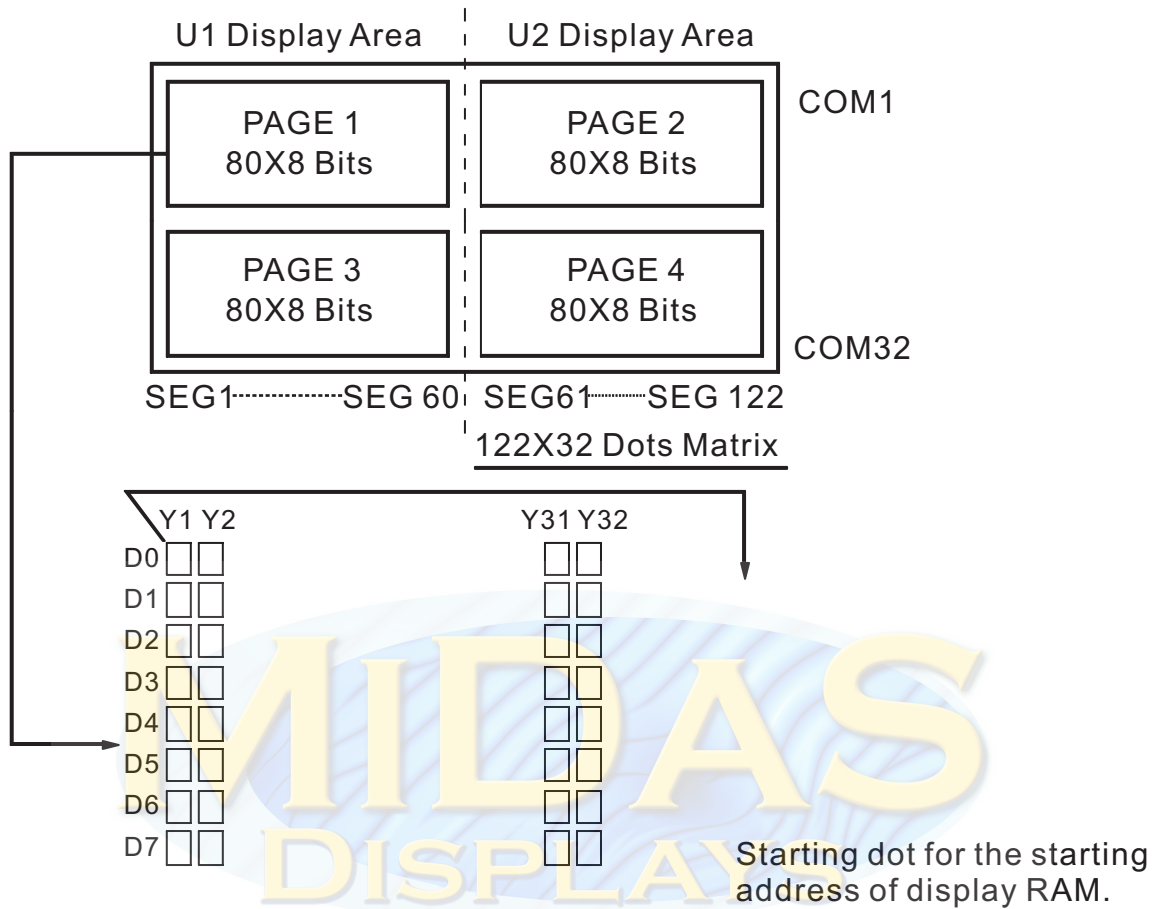 U1 Display Area
U2 Display Area
PAGE 1
80X8 Bits
PAGE 2
80X8 Bits
COM1
PAGE 3
80X8 Bits
PAGE 4
80X8 Bits
COM32
SEG1 SEG 60
SEG61 SEG 122
122X32 Dots Matrix
Y1 Y2 Y31 Y32
D0
D1
D2
D3
D4
D5
D6
D7
MIDAS
DISPLAYS
Starting dot for the starting
address of display RAM.